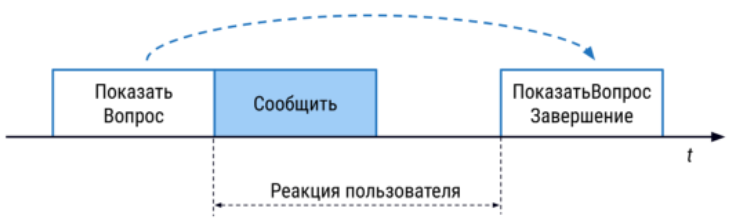 Показать
Вопрос
Сообщить
ПоказатьВопрос
Завершение
t
Реакция пользователя